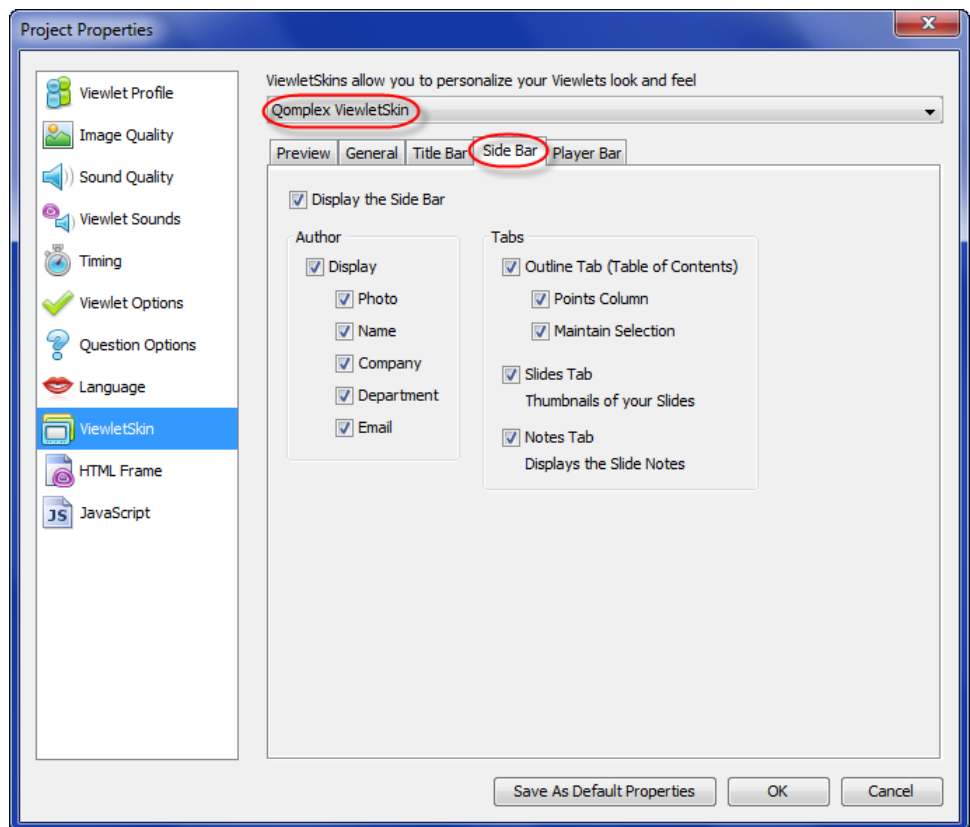 Project Properties
Viewlet Profile
Image Quality
Sound Quality
Viewlet Sounds
Timing
Viewlet Options
Question Options
Language
ViewletSkin
HTML Frame
JS JavaScript
ViewletSkins allow you to personalize your Viewlets look and feel
Qomplex ViewletSkin
Preview General Title Bar Side Bar Player Bar
Display the Side Bar
Author
Display
Photo
Name
Company
Department
Email
Tabs
Outline Tab (Table of Contents)
Points Column
Maintain Selection
Slides Tab
Thumbnails of your Slides
Notes Tab
Displays the Slide Notes
Save As Default Properties OK Cancel